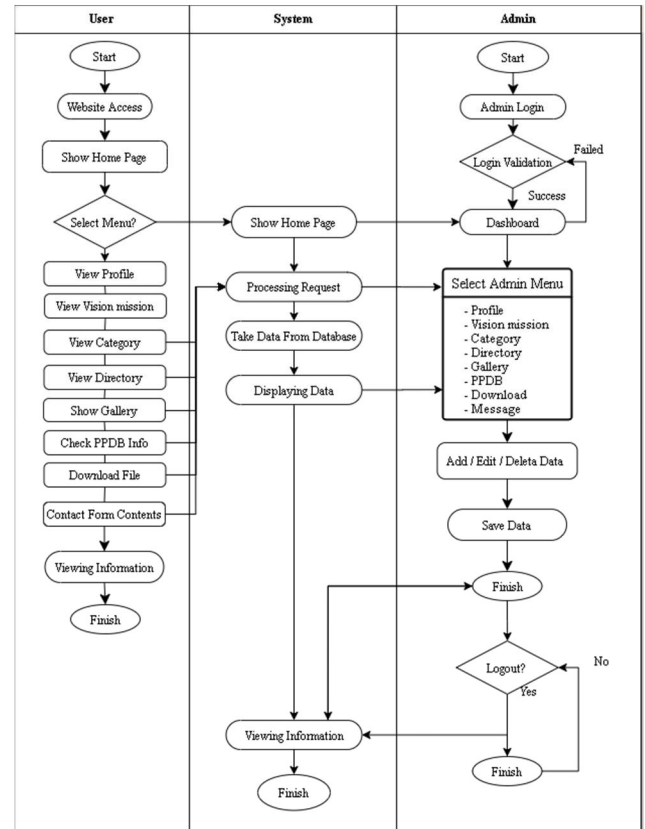 User
System
Admin
Start
Website Access
Show Home Page
Select Menu?
View Profile
View Vision mission
View Category
View Directory
Show Gallery
Check PPDB Info
Download File
Contact Form Contents
Viewing Information
Finish
Show Home Page
Processing Request
Take Data From Database
Displaying Data
Viewing Information
Finish
Start
Admin Login
Login Validation
Failed
Success
Dashboard
Select Admin Menu
- Profile
- Vision mission
- Category
- Directory
- Gallery
- PPDB
- Download
- Message
Add / Edit / Deleta Data
Save Data
Finish
Logout?
No
Yes
Finish